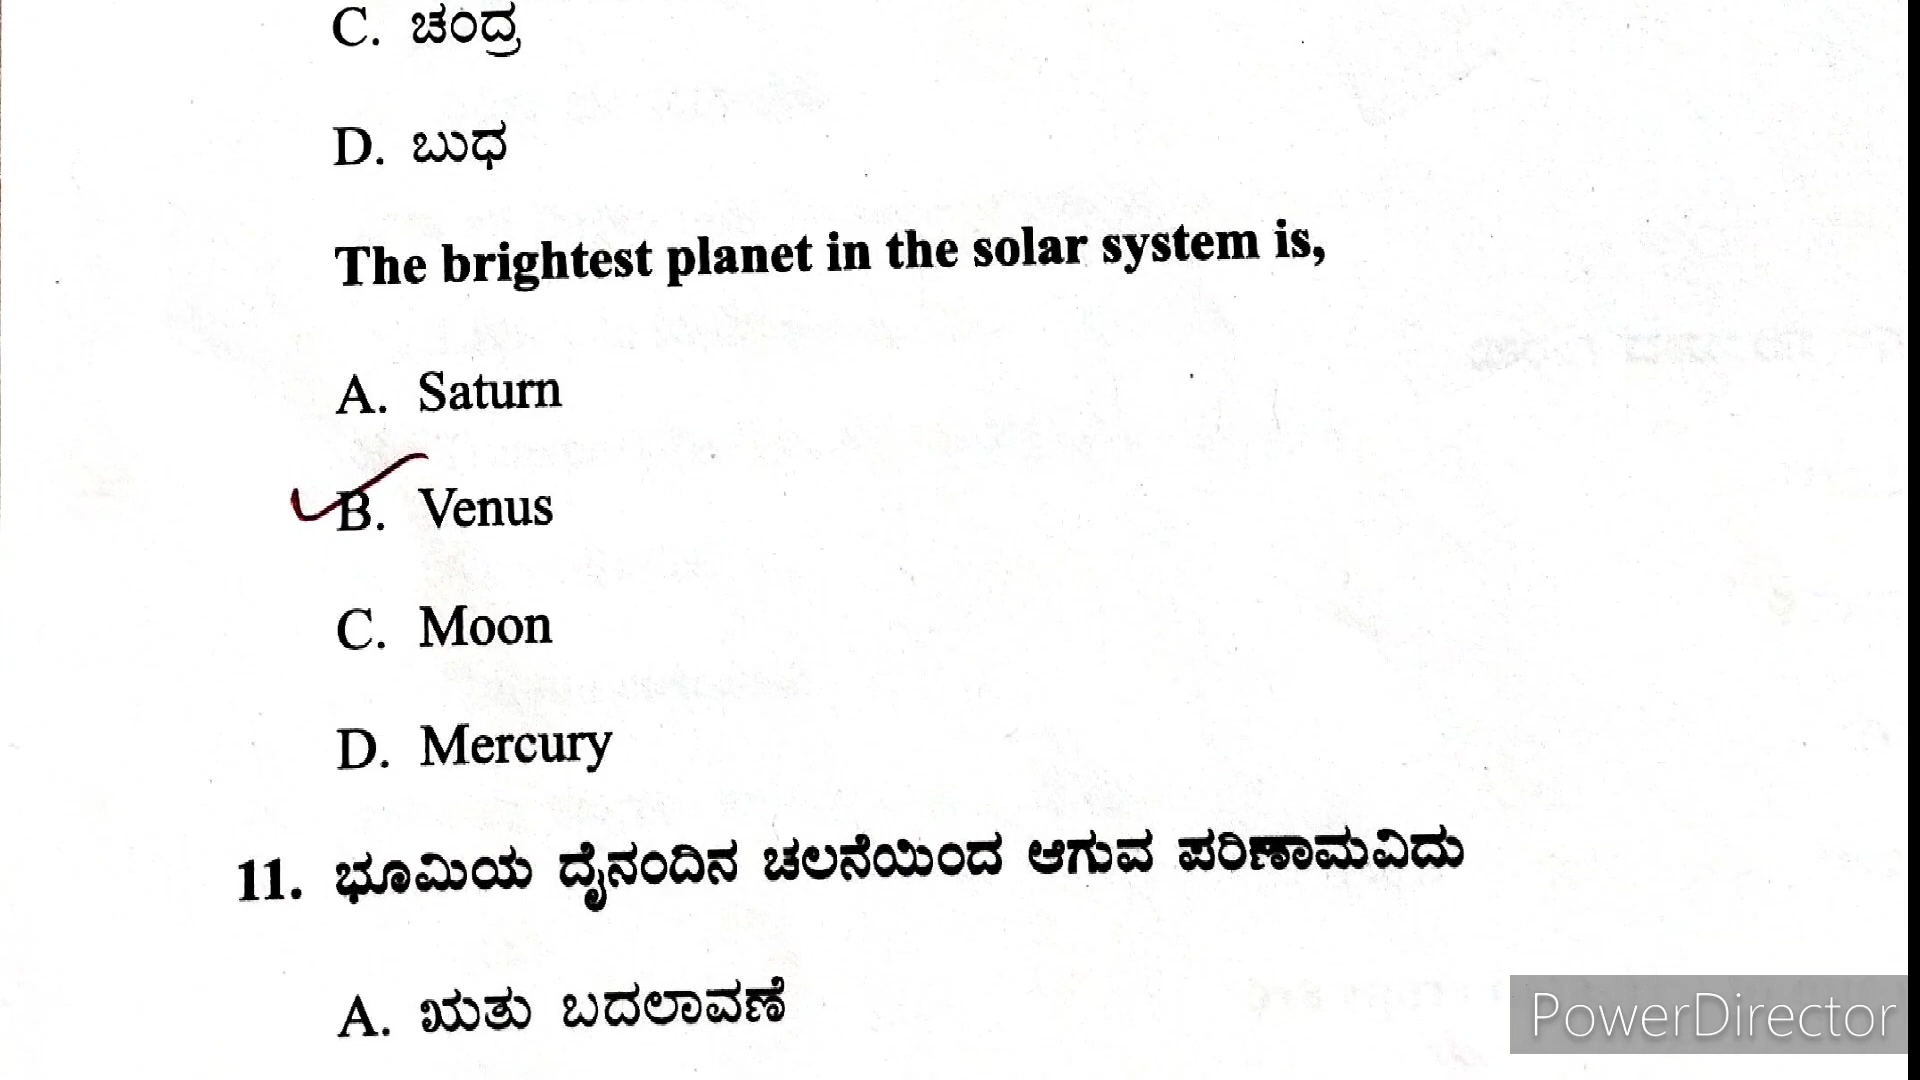 C. ಚಂದ್ರ
D. ಬುಧ
The brightest planet in the solar system is,
A. Saturn
B. Venus
C. Moon
D. Mercury
11. ಭೂಮಿಯ ದೈನಂದಿನ ಚಲನೆಯಿಂದ ಆಗುವ ಪರಿಣಾಮವಿದು
A. ಋತು ಬದಲಾವಣೆ
PowerDirector